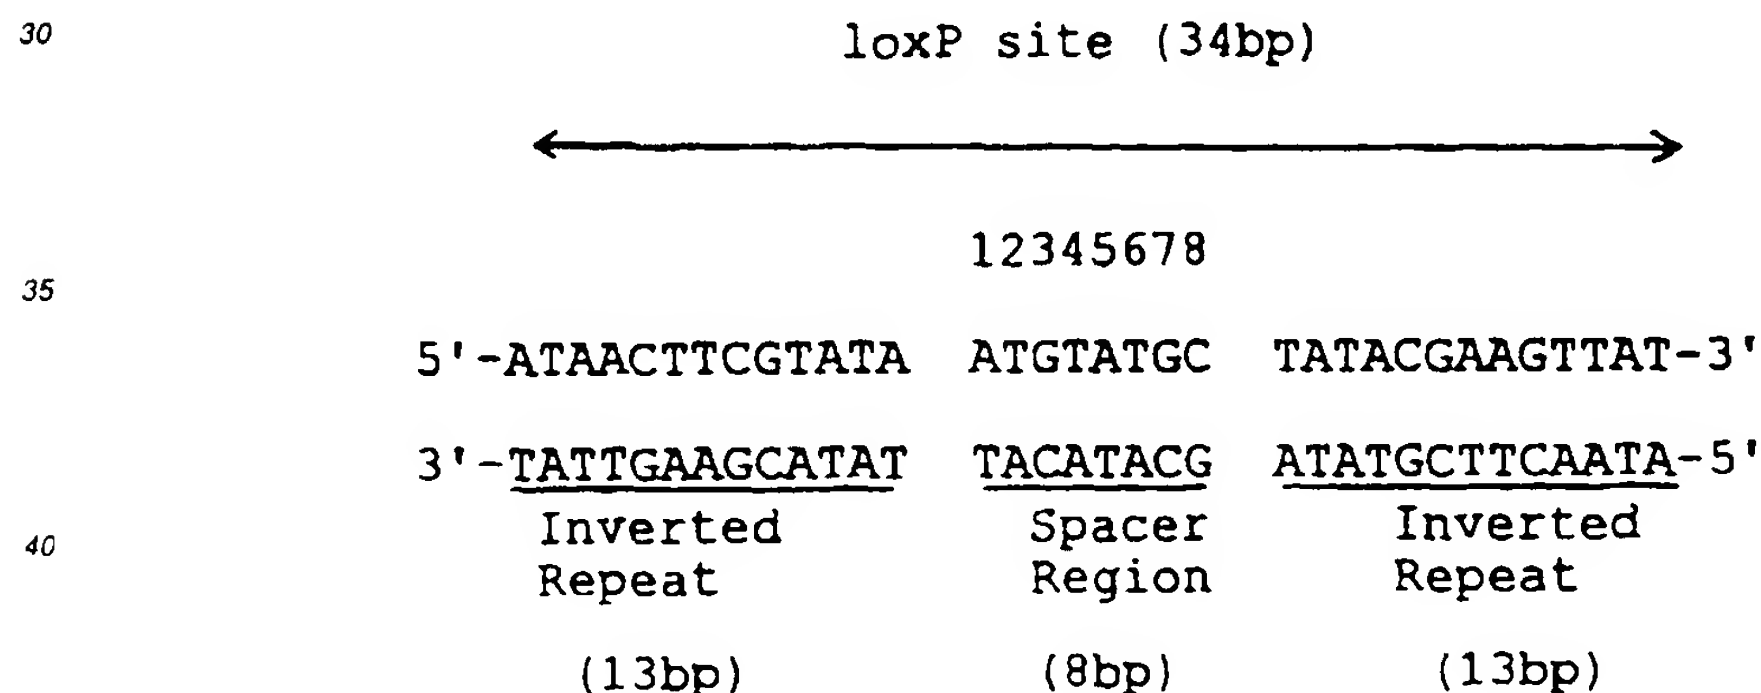 30
loxP site (34bp)
12345678
35
5'-ATAACTTCGTATA ATGTATGC TATACGAAGTTAT-3'
3'-TATTGAAGCATAT TACATACG ATATGCTTCAATA-5'
Inverted Spacer Inverted
40
Repeat Region Repeat
(13bp) (8bp) (13bp)